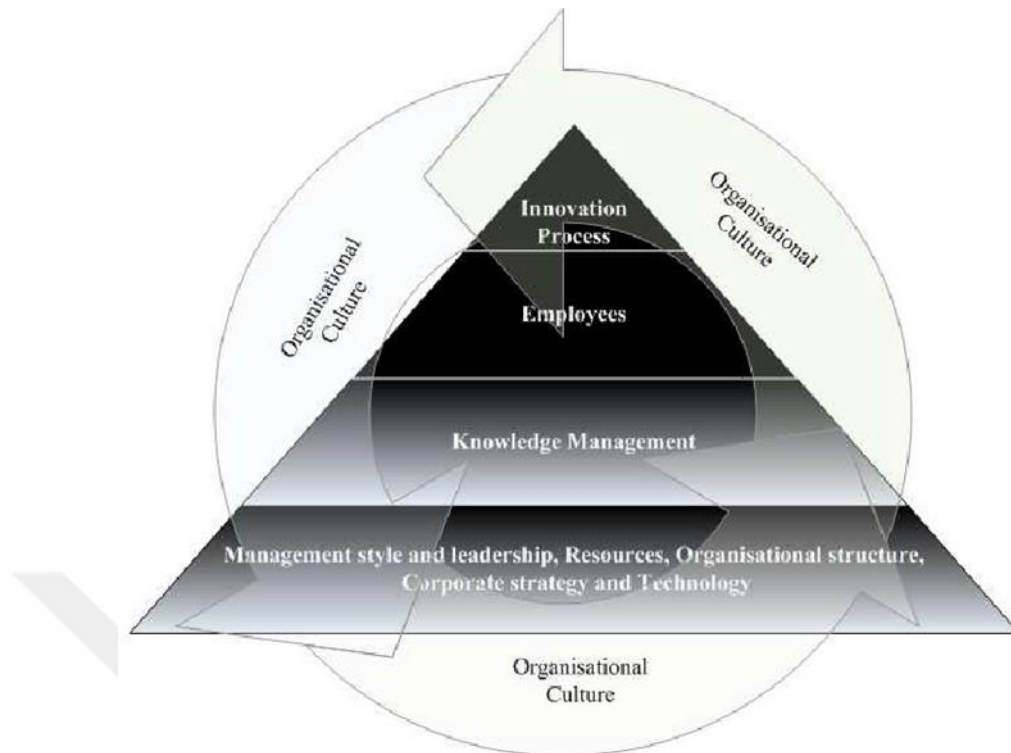 Organisational
Culture
Organisational
Culture
Innovation
Process
Employees
Knowledge Management
Management style and leadership, Resources, Organisational structure,
Corporate strategy and Technology
Organisational
Culture